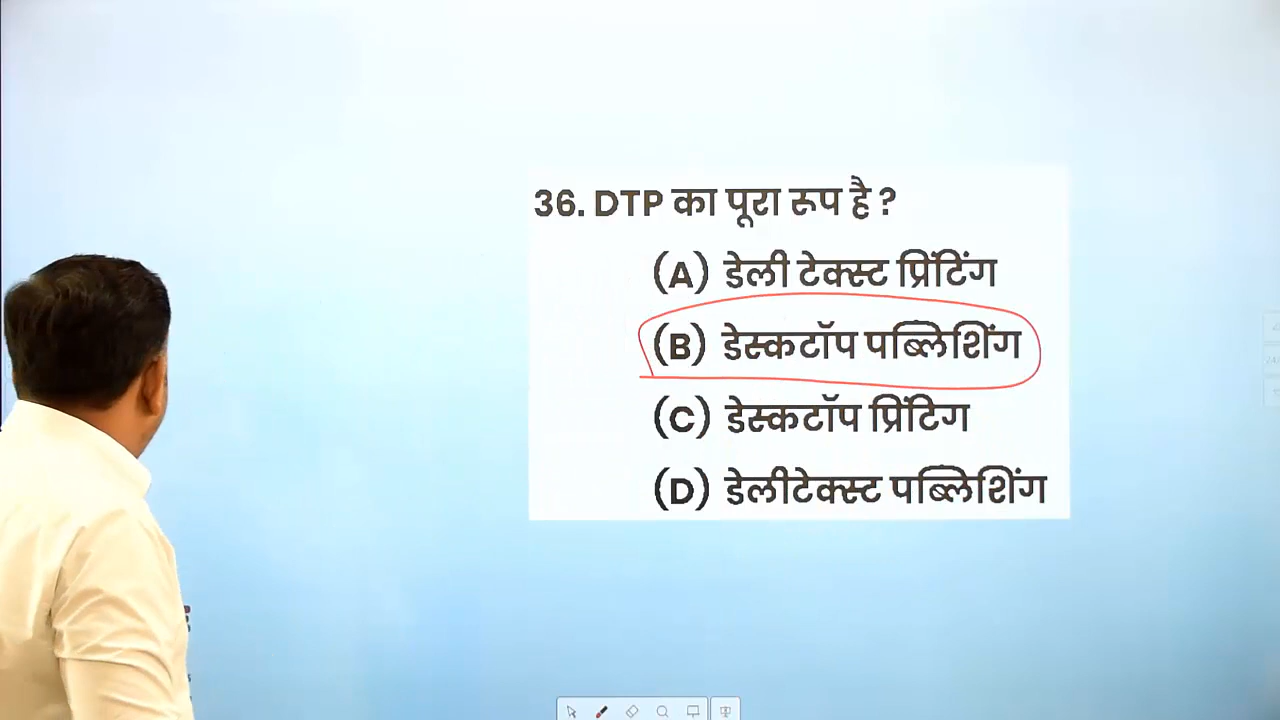 36. DTP का पूरा रूप है ?
(A) डेली टेक्स्ट प्रिंटिंग
(B) डेस्कटॉप पब्लिशिंग
(C) डेस्कटॉप प्रिंटिग
(D) डेलीटेक्स्ट पब्लिशिंग